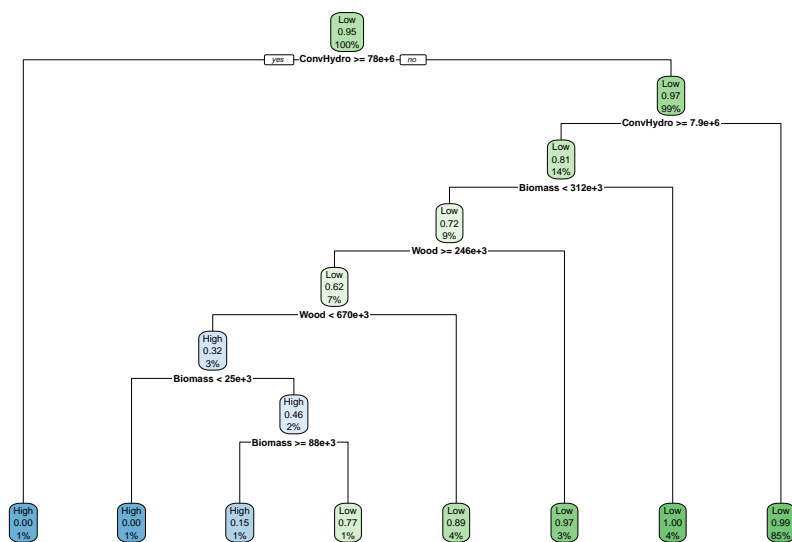 Low
0.95
100%
yes ConvHydro >= 78e+6 no
Low
0.97
99%
ConvHydro >= 7.9e+6
Low
0.81
14%
Biomass < 312e+3
Low
0.72
9%
Wood >= 246e+3
Low
0.62
7%
Wood < 670e+3
High
0.32
3%
Biomass < 25e+3
High
0.46
2%
Biomass >= 88e+3
High
0.00
1%
High
0.00
1%
High
0.15
1%
Low
0.77
1%
Low
0.89
4%
Low
0.97
3%
Low
1.00
4%
Low
0.99
85%